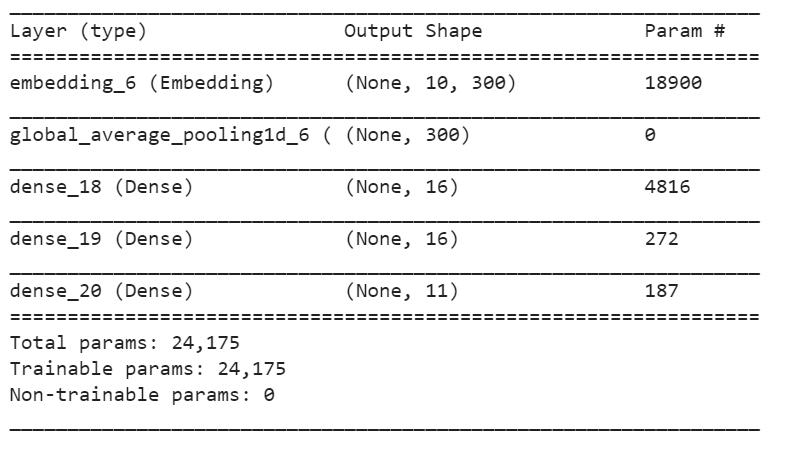 Layer (type) Output Shape Param #
=================================================================
embedding_6 (Embedding) (None, 10, 300) 18900
_________________________________________________________________
global_average_pooling1d_6 ( (None, 300) 0
_________________________________________________________________
dense_18 (Dense) (None, 16) 4816
_________________________________________________________________
dense_19 (Dense) (None, 16) 272
_________________________________________________________________
dense_20 (Dense) (None, 11) 187
=================================================================
Total params: 24,175
Trainable params: 24,175
Non-trainable params: 0
_________________________________________________________________